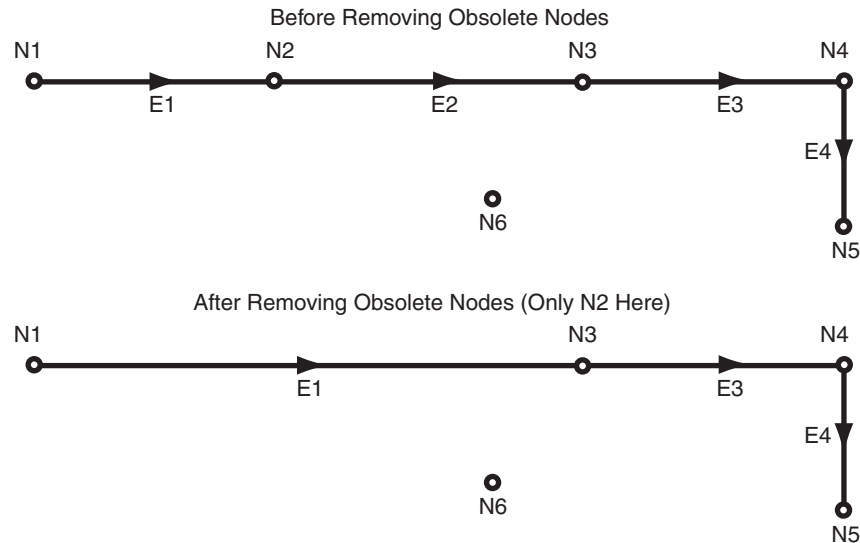 Before Removing Obsolete Nodes
N1 N2 N3 N4
E1 E2 E3
E4
N6
N5
After Removing Obsolete Nodes (Only N2 Here)
N1 N3 N4
E1 E3
E4
N6
N5